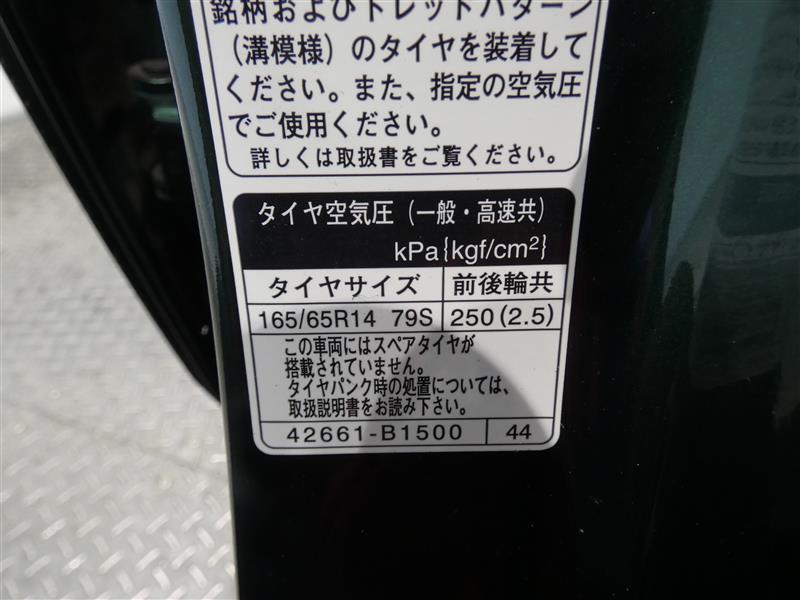 銘柄およびトレッドパターン
（溝模様）のタイヤを装着して
ください。また、指定の空気圧
でご使用ください。
詳しくは取扱書をご覧ください。
タイヤ空気圧（一般・高速共）
kPa{kgf/cm²}
タイヤサイズ 前後輪共
165/65R14 79S 250(2.5)
この車両にはスペアタイヤが
搭載されていません。
タイヤパンク時の処置については、
取扱説明書をお読み下さい。
42661-B1500 44